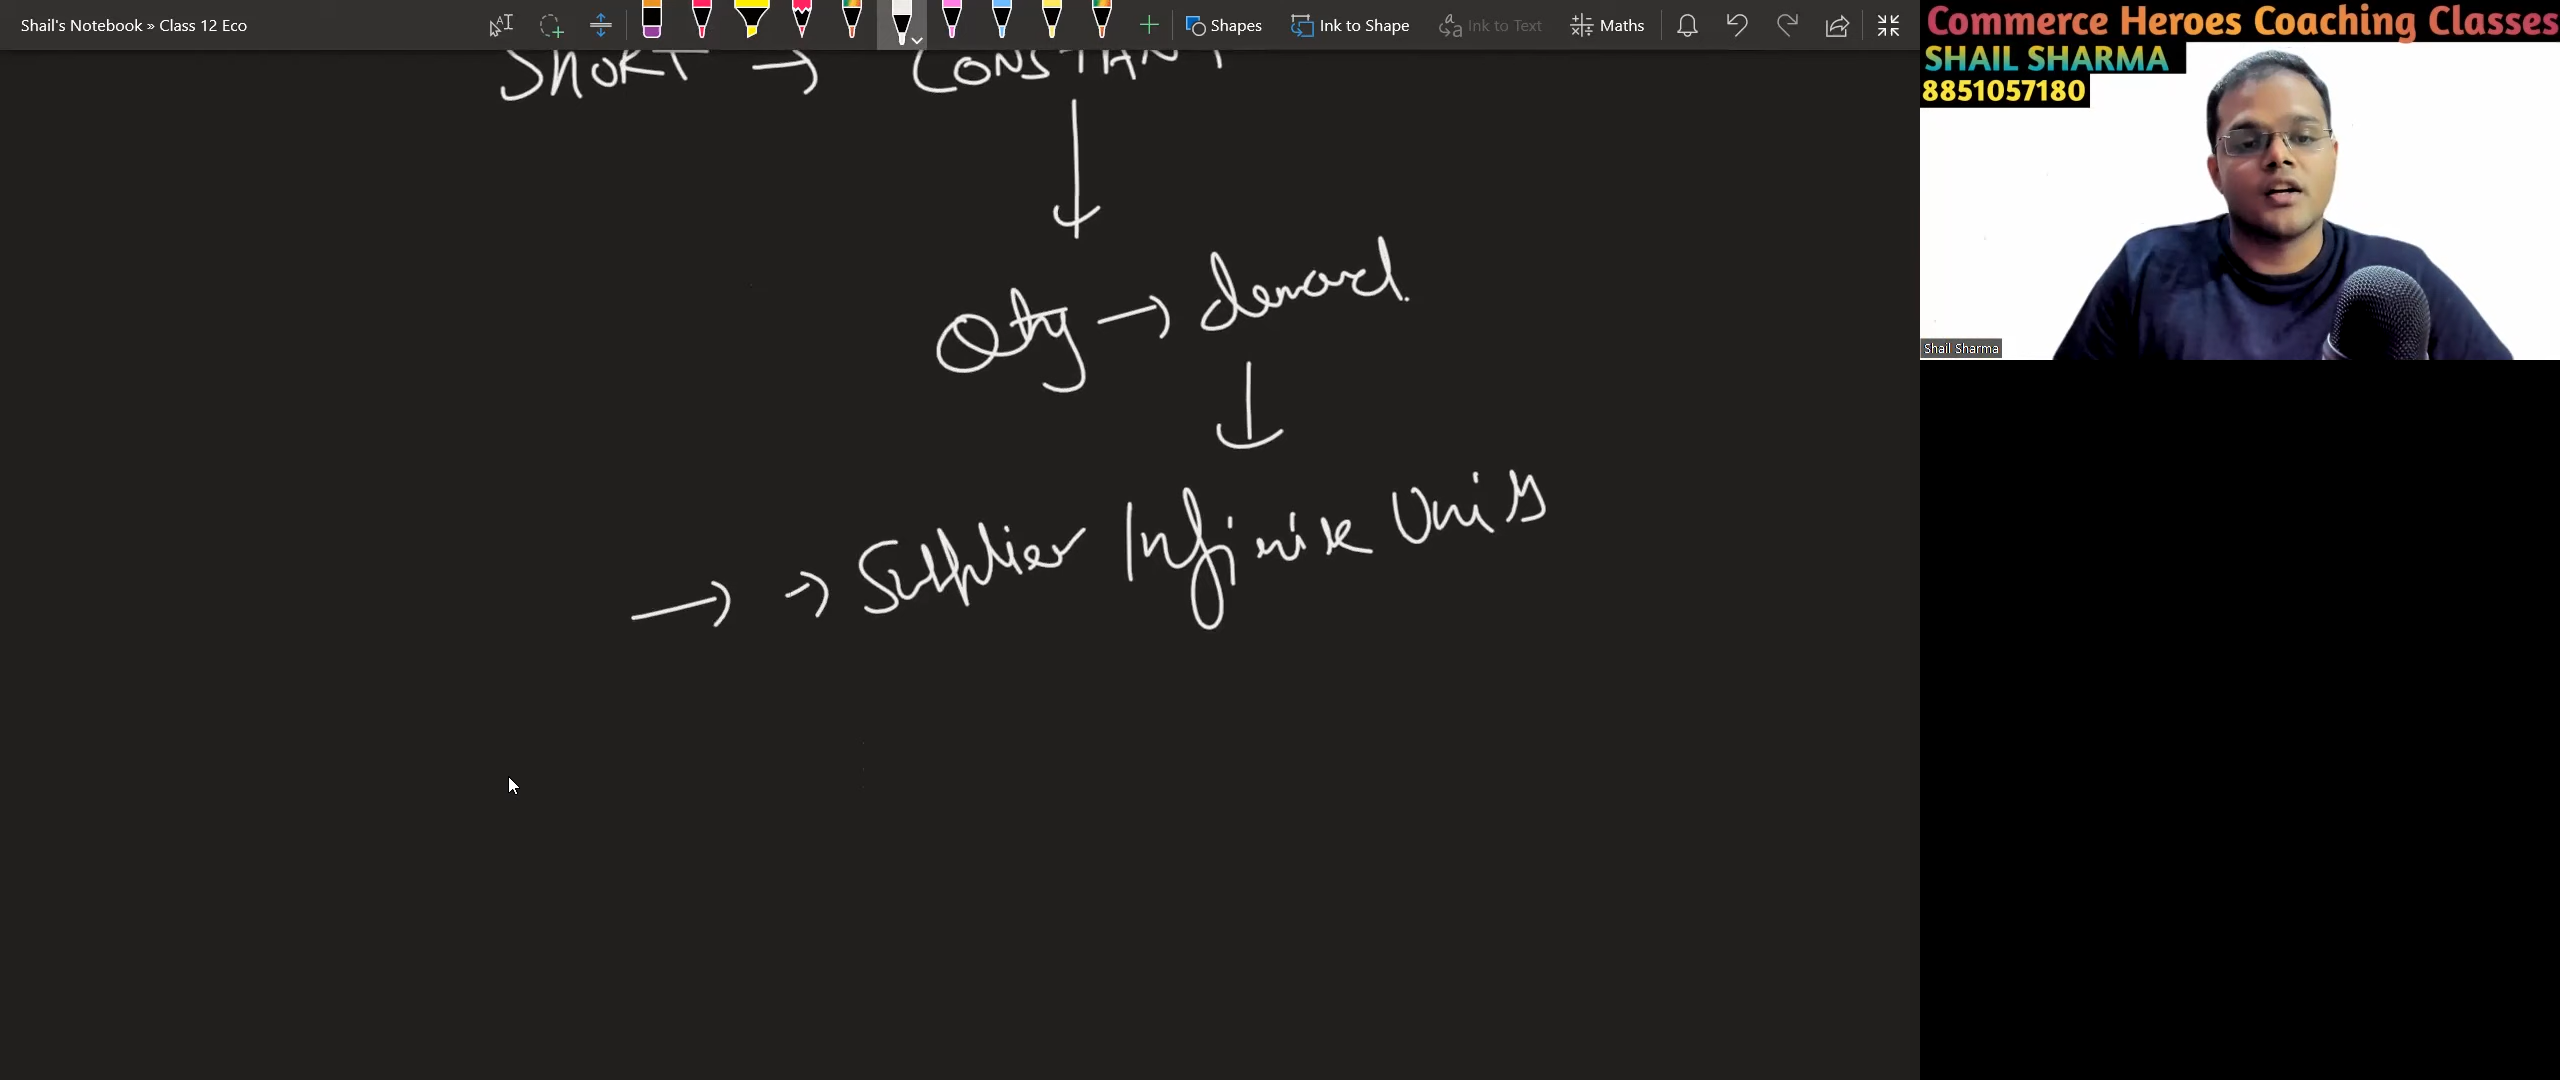 Shail's Notebook » Class 12 Eco
Shapes
Ink to Shape
Ink to Text
Maths
Commerce Heroes Coaching Classes
SHAIL SHARMA
8851057180
Shail Sharma
SHORT → CONSTANT
Qty → demand.
→ → Supplier Infinite Units